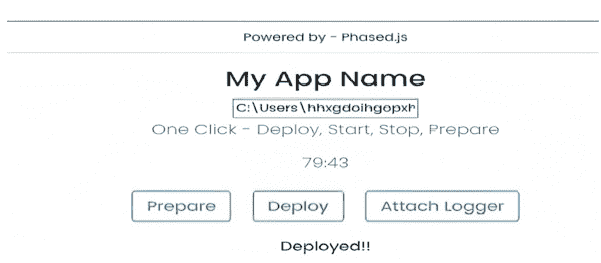 Powered by - Phased.js
My App Name
C:\Users\hhxgdoihgopxh
One Click - Deploy, Start, Stop, Prepare
79:43
Prepare
Deploy
Attach Logger
Deployed!!